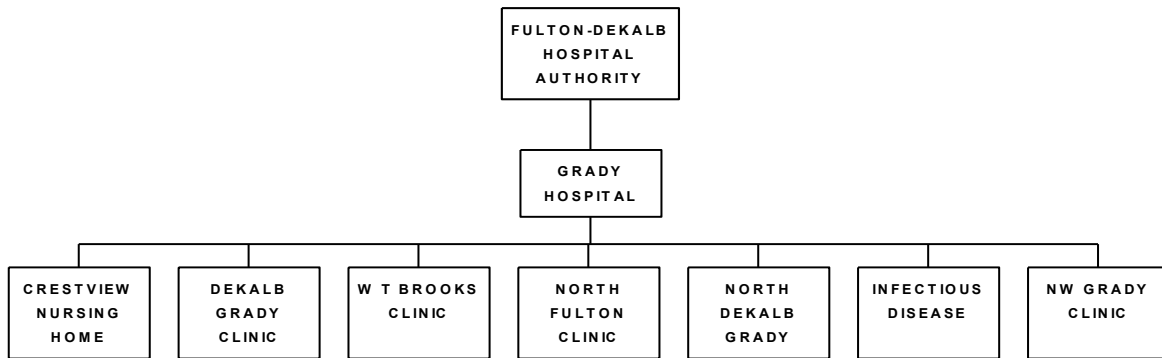 FULTON-DEKALB
HOSPITAL
AUTHORITY
GRADY
HOSPITAL
CRESTVIEW
NURSING
HOME
DEKALB
GRADY
CLINIC
W T BROOKS
CLINIC
NORTH
FULTON
CLINIC
NORTH
DEKALB
GRADY
INFECTIOUS
DISEASE
NW GRADY
CLINIC